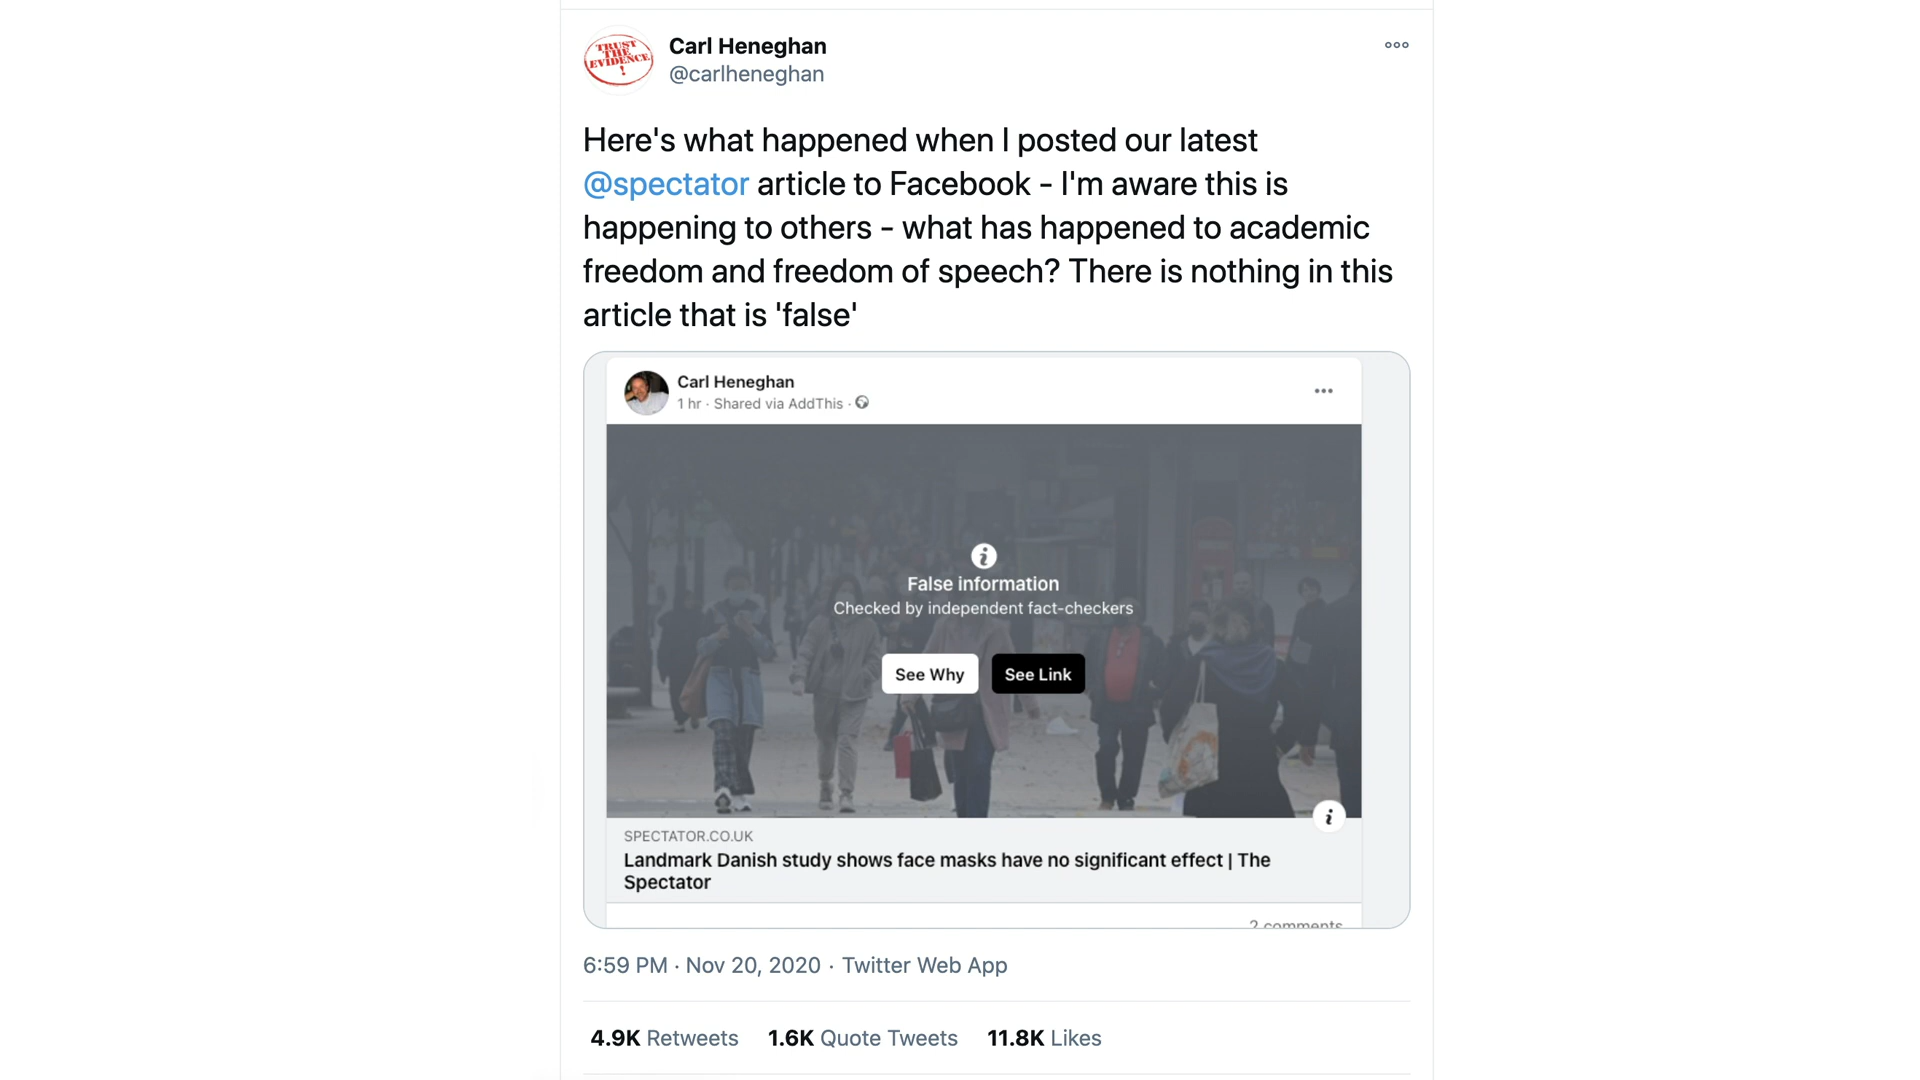 TRUST
THE
EVIDENCE
!
Carl Heneghan
@carlheneghan
Here's what happened when I posted our latest
@spectator article to Facebook - I'm aware this is
happening to others - what has happened to academic
freedom and freedom of speech? There is nothing in this
article that is 'false'
Carl Heneghan
1 hr · Shared via AddThis ·
False information
Checked by independent fact-checkers
See Why
See Link
SPECTATOR.CO.UK
Landmark Danish study shows face masks have no significant effect | The
Spectator
2 comments
6:59 PM · Nov 20, 2020 · Twitter Web App
4.9K Retweets 1.6K Quote Tweets 11.8K Likes